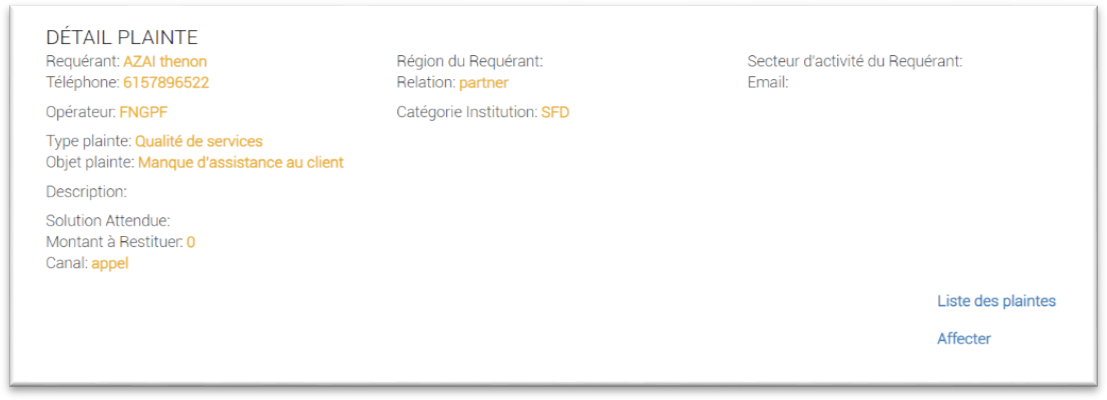 DÉTAIL PLAINTE
Requérant: AZAI thenon
Région du Requérant:
Secteur d'activité du Requérant:
Téléphone: 6157896522
Relation: partner
Email:
Opérateur: FNGPF
Catégorie Institution: SFD
Type plainte: Qualité de services
Objet plainte: Manque d'assistance au client
Description:
Solution Attendue:
Montant à Restituer: 0
Canal: appel
Liste des plaintes
Affecter